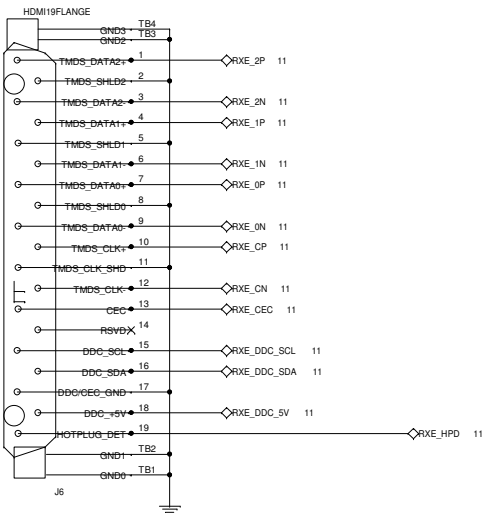 HDMI19FLANGE
GND3 TB4
GND2 TB3
TMDS_DATA2+ 1 RXE_2P 11
TMDS_SHLD2 2
TMDS_DATA2- 3 RXE_2N 11
TMDS_DATA1+ 4 RXE_1P 11
TMDS_SHLD1 5
TMDS_DATA1- 6 RXE_1N 11
TMDS_DATA0+ 7 RXE_0P 11
TMDS_SHLD0 8
TMDS_DATA0- 9 RXE_0N 11
TMDS_CLK+ 10 RXE_CP 11
TMDS_CLK_SHD 11
TMDS_CLK- 12 RXE_CN 11
CEC 13 RXE_CEC 11
RSVD 14
DDC_SCL 15 RXE_DDC_SCL 11
DDC_SDA 16 RXE_DDC_SDA 11
DDC/CEC_GND 17
DDC_+5V 18 RXE_DDC_5V 11
HOTPLUG_DET 19 RXE_HPD 11
GND1 TB2
GND0 TB1
J6